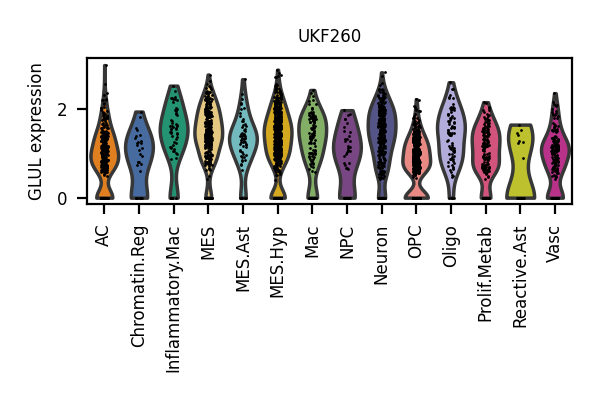 UKF260
GLUL expression
2
0
AC
Chromatin.Reg
Inflammatory.Mac
MES
MES.Ast
MES.Hyp
Mac
NPC
Neuron
OPC
Oligo
Prolif.Metab
Reactive.Ast
Vasc